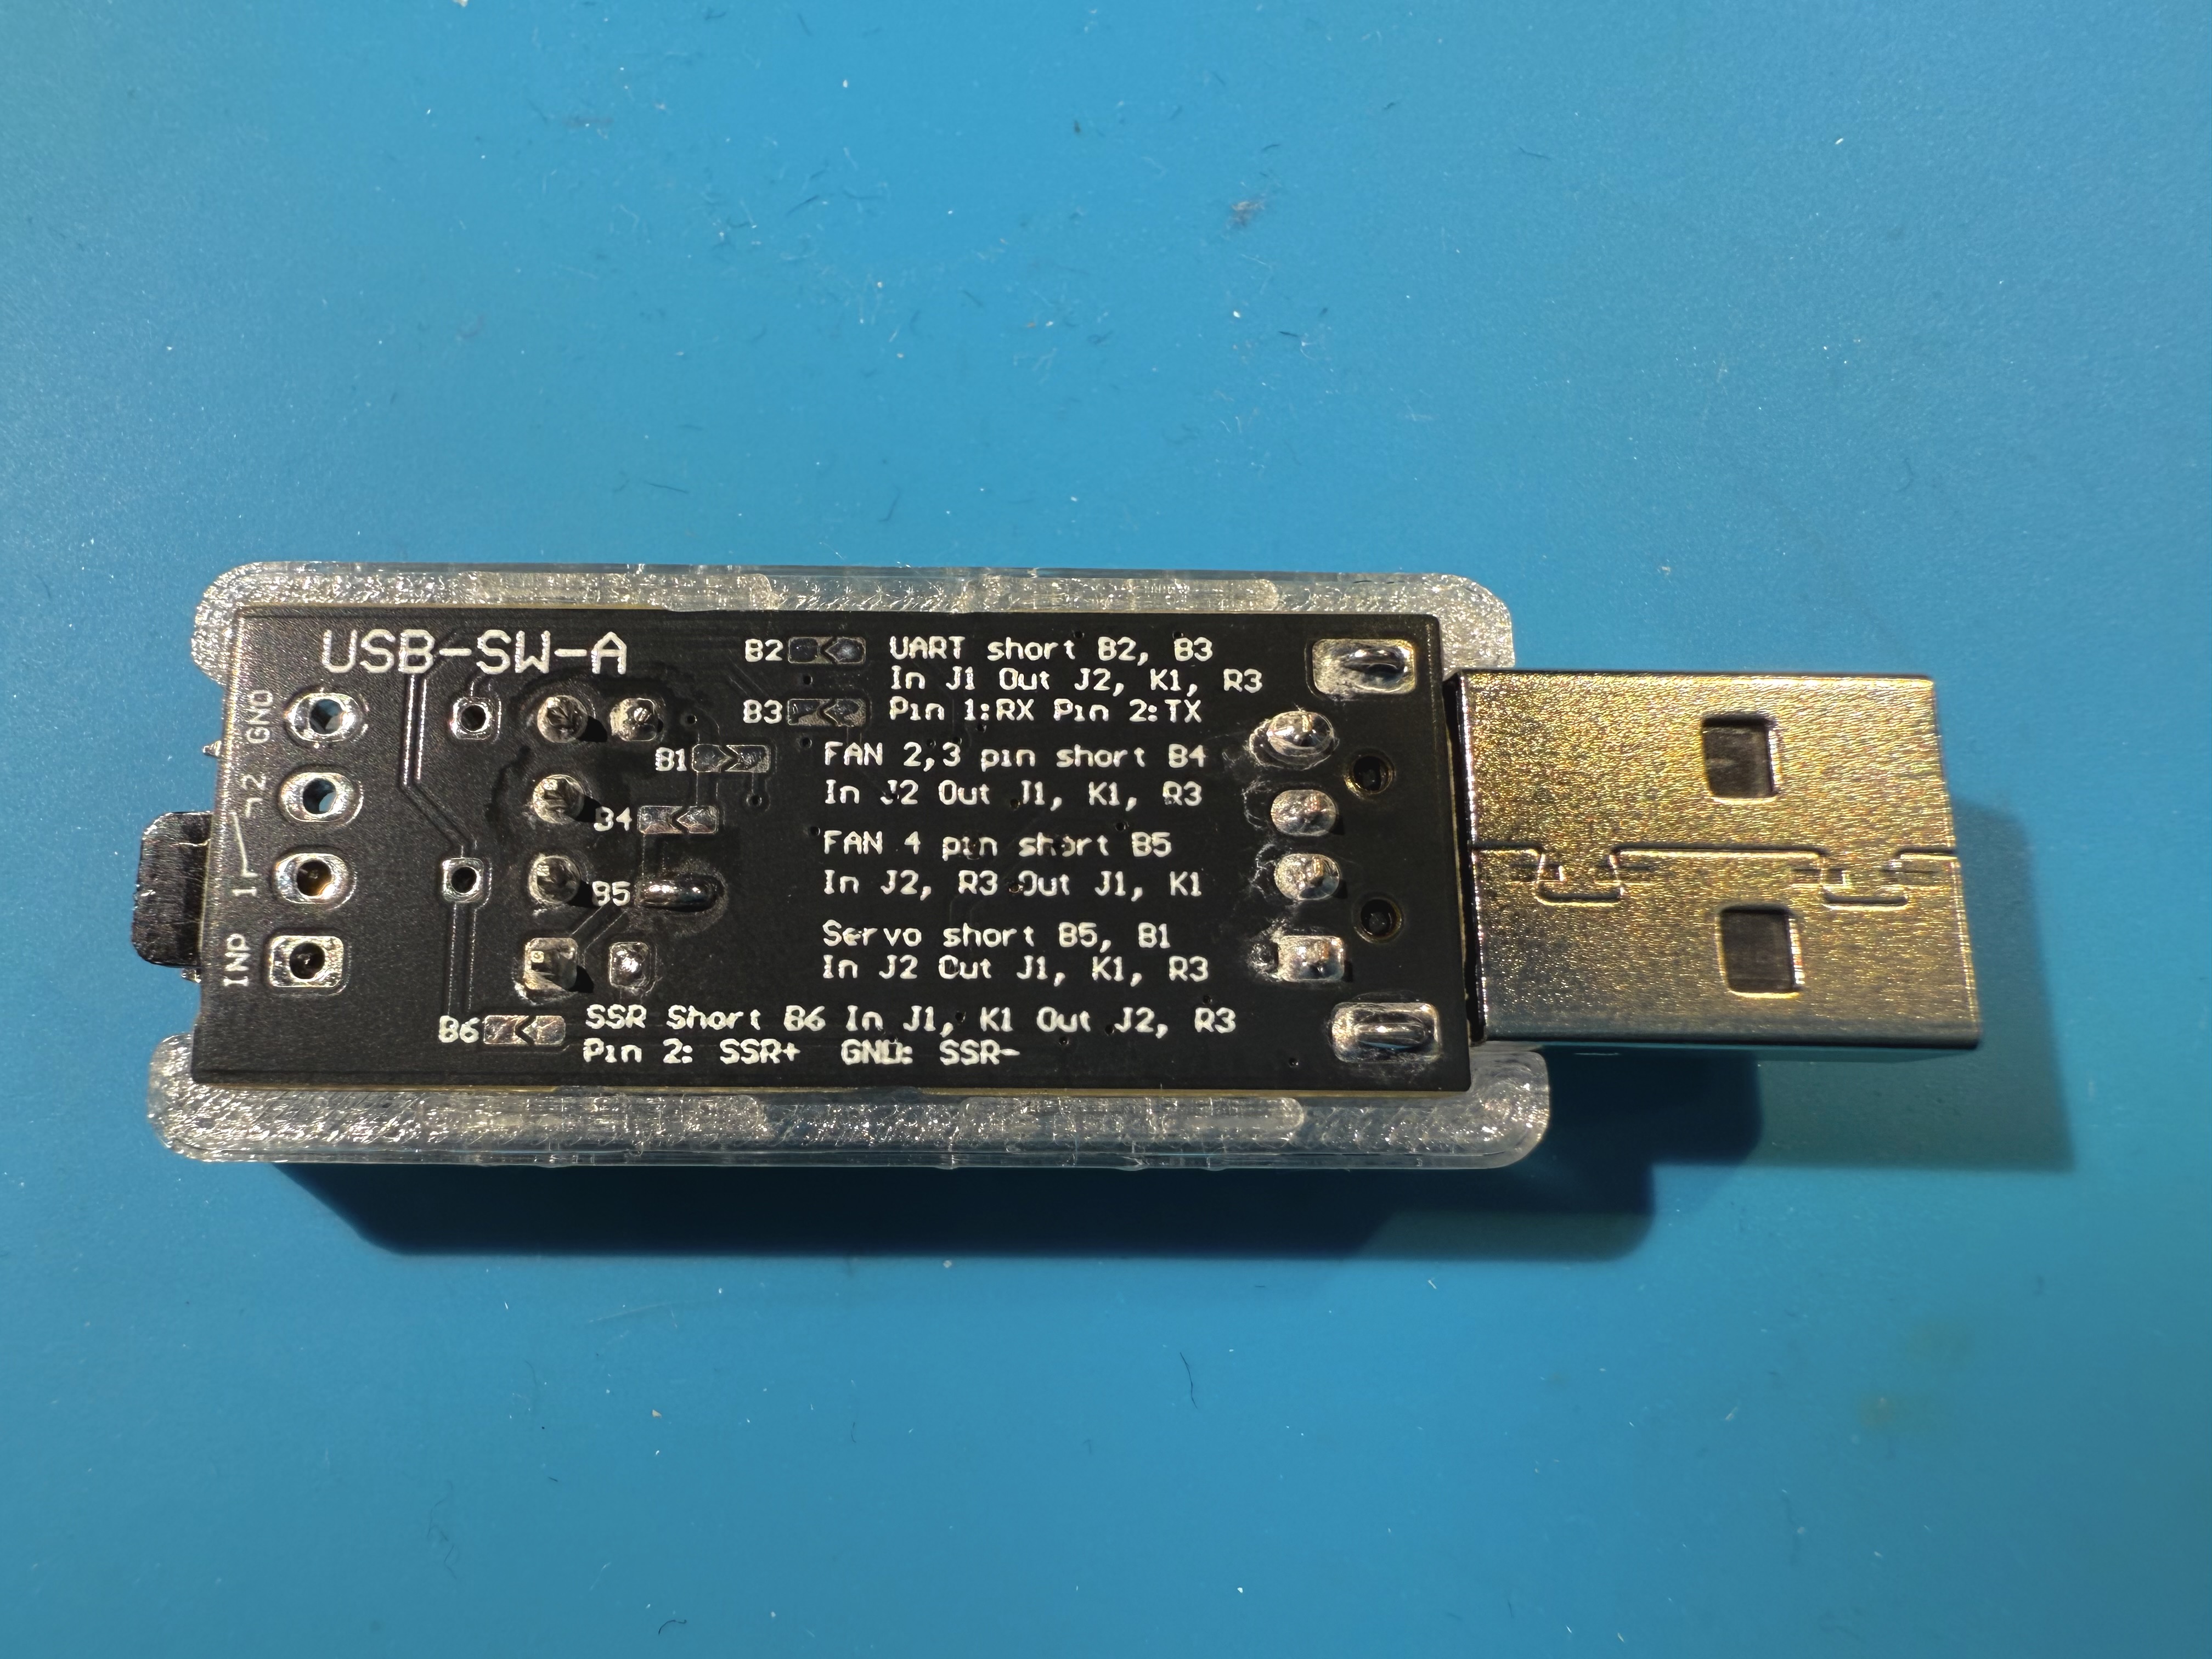 USB-SW-A
GND
2
1
INP
B2
B3
B1
B4
B5
B6
UART short B2, B3
In J1 Out J2, K1, R3
Pin 1:RX Pin 2:TX
FAN 2,3 pin short B4
In J2 Out J1, K1, R3
FAN 4 pin short B5
In J2, R3 Out J1, K1
Servo short B5, B1
In J2 Out J1, K1, R3
SSR Short B6 In J1, K1 Out J2, R3
Pin 2: SSR+ GND: SSR-